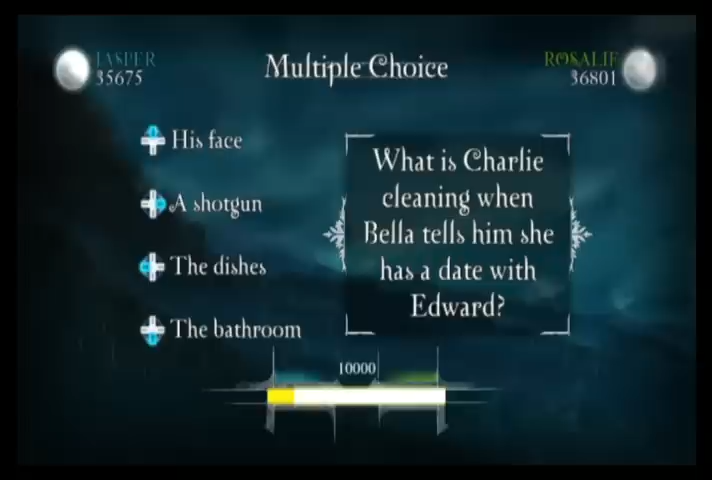 JASPER
35675
Multiple Choice
ROSALIE
36801
His face
A shotgun
The dishes
The bathroom
What is Charlie
cleaning when
Bella tells him she
has a date with
Edward?
10000